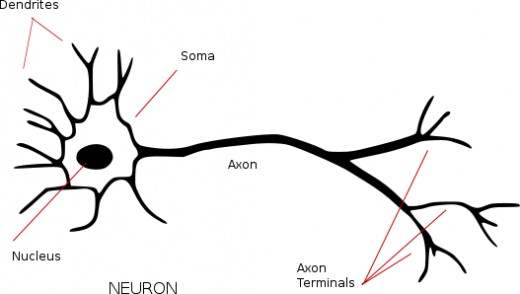 Dendrites
Soma
Axon
Nucleus
Axon
Terminals
NEURON